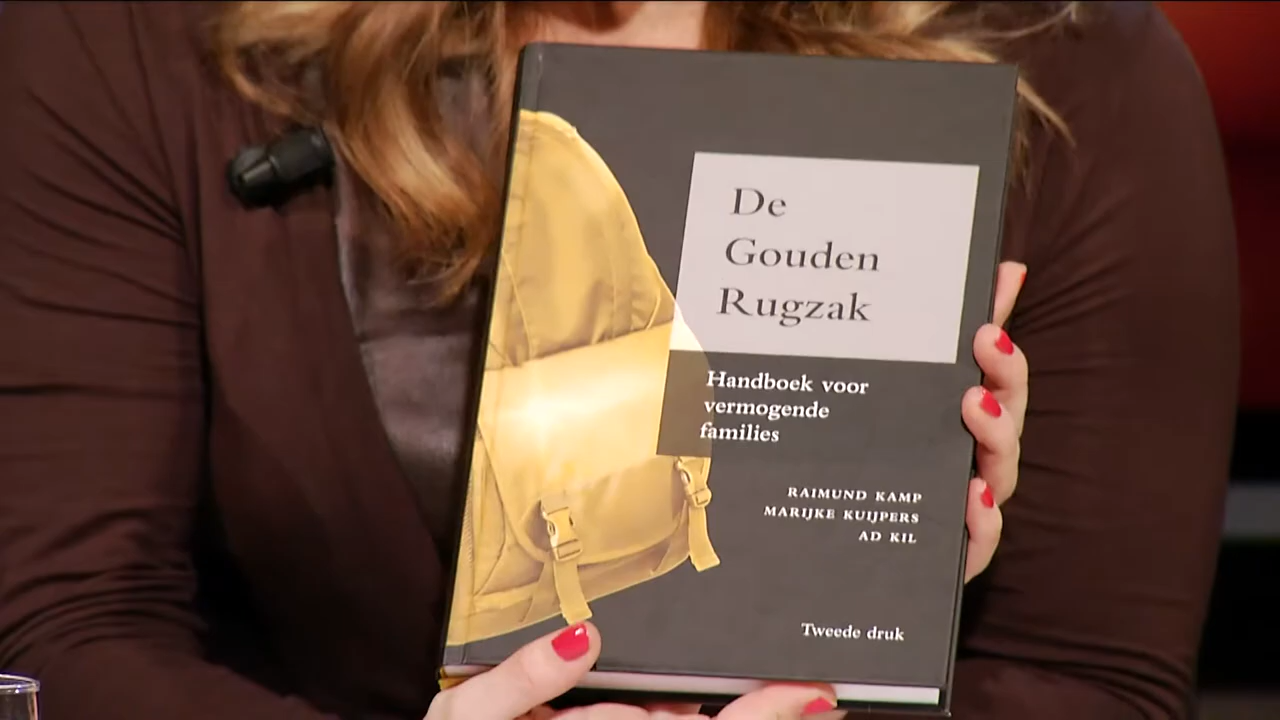 De
Gouden
Rugzak
Handboek voor
vermogende
families
RAIMUND KAMP
MARIJKE KUIJPERS
AD KIL
Tweede druk